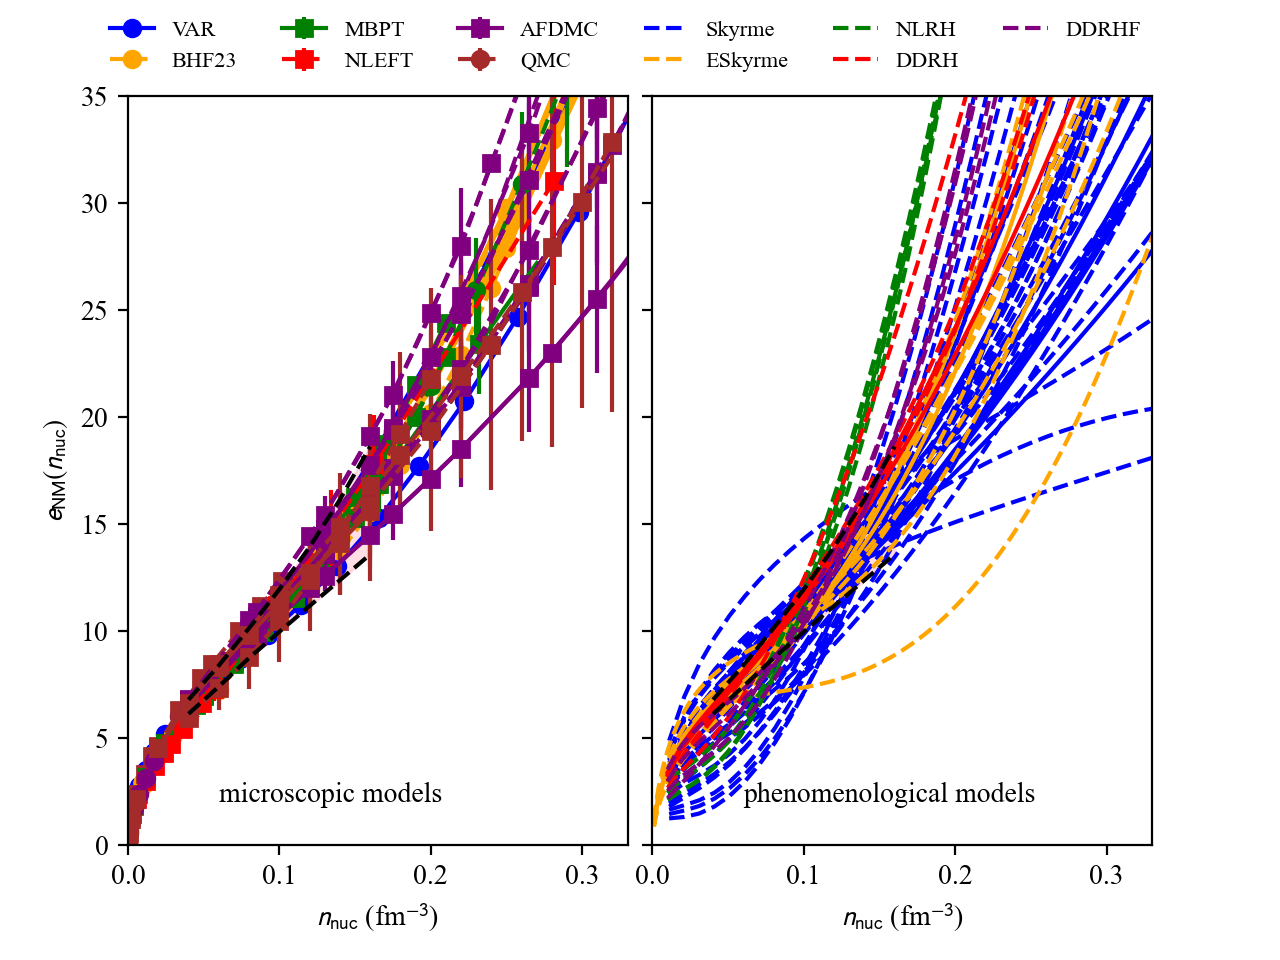 VAR MBPT AFDMC Skyrme NLRH DDRHF
BHF23 NLEFT QMC ESkyrme DDRH
35
30
25
20
15
10
5
0
e_NM(n_nuc)
microscopic models
phenomenological models
0.0 0.1 0.2 0.3
0.0 0.1 0.2 0.3
n_nuc (fm⁻³)
n_nuc (fm⁻³)